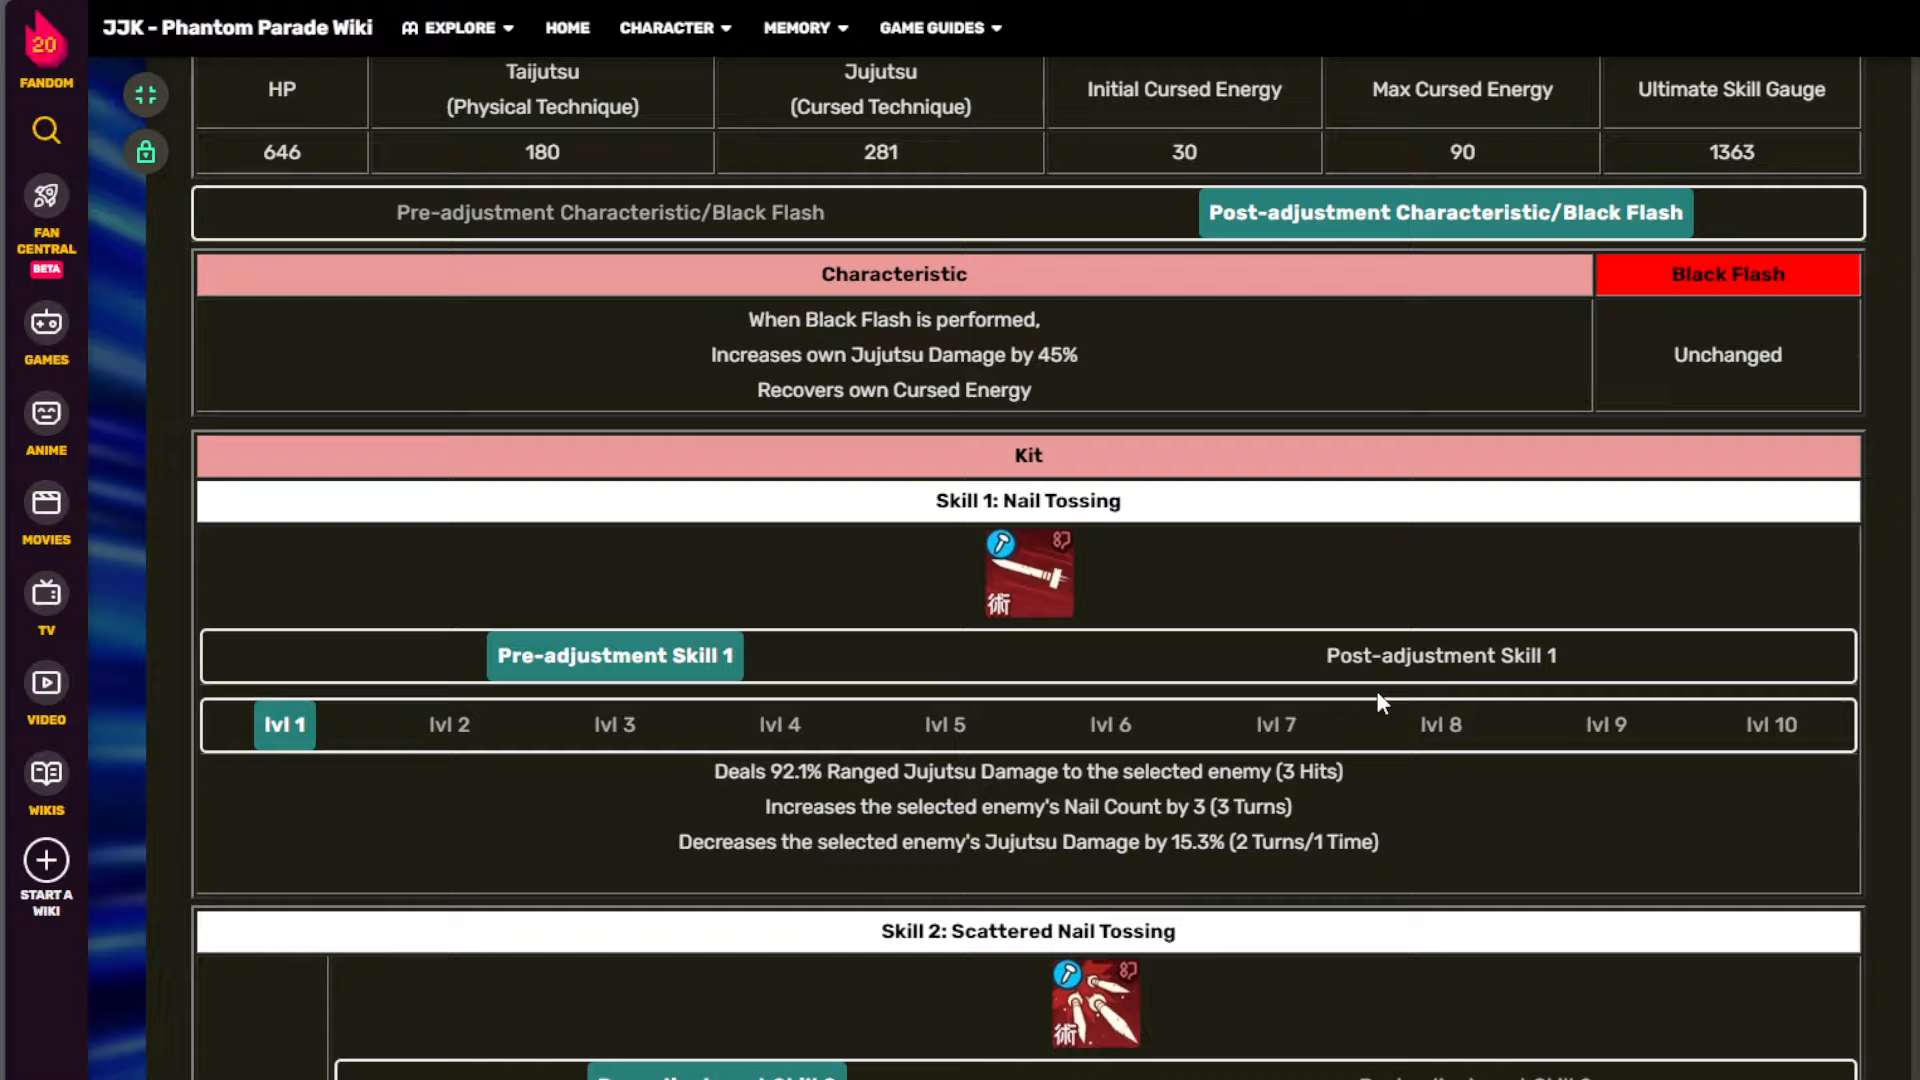 JJK - Phantom Parade Wiki
EXPLORE
HOME
CHARACTER
MEMORY
GAME GUIDES
20
FANDOM
FAN
CENTRAL
BETA
GAMES
ANIME
MOVIES
TV
VIDEO
WIKIS
START A
WIKI
HP
Taijutsu
(Physical Technique)
Jujutsu
(Cursed Technique)
Initial Cursed Energy
Max Cursed Energy
Ultimate Skill Gauge
646
180
281
30
90
1363
Pre-adjustment Characteristic/Black Flash
Post-adjustment Characteristic/Black Flash
Characteristic
Black Flash
When Black Flash is performed,
Increases own Jujutsu Damage by 45%
Recovers own Cursed Energy
Unchanged
Kit
Skill 1: Nail Tossing
術
Pre-adjustment Skill 1
Post-adjustment Skill 1
lvl 1
lvl 2
lvl 3
lvl 4
lvl 5
lvl 6
lvl 7
lvl 8
lvl 9
lvl 10
Deals 92.1% Ranged Jujutsu Damage to the selected enemy (3 Hits)
Increases the selected enemy's Nail Count by 3 (3 Turns)
Decreases the selected enemy's Jujutsu Damage by 15.3% (2 Turns/1 Time)
Skill 2: Scattered Nail Tossing
術